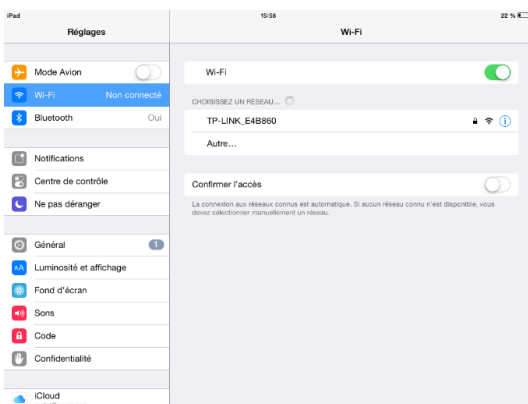 iPad 15:58 22 %
Réglages
Wi-Fi
Mode Avion
Wi-Fi Non connecté
Bluetooth Oui
Notifications
Centre de contrôle
Ne pas déranger
Général 1
Luminosité et affichage
AA
Fond d'écran
Sons
Code
Confidentialité
iCloud
Wi-Fi
CHOISISSEZ UN RÉSEAU...
TP-LINK_E4B860
Autre...
Confirmer l'accès
La connexion aux réseaux connus est automatique. Si aucun réseau connu n'est disponible, vous
devez sélectionner manuellement un réseau.